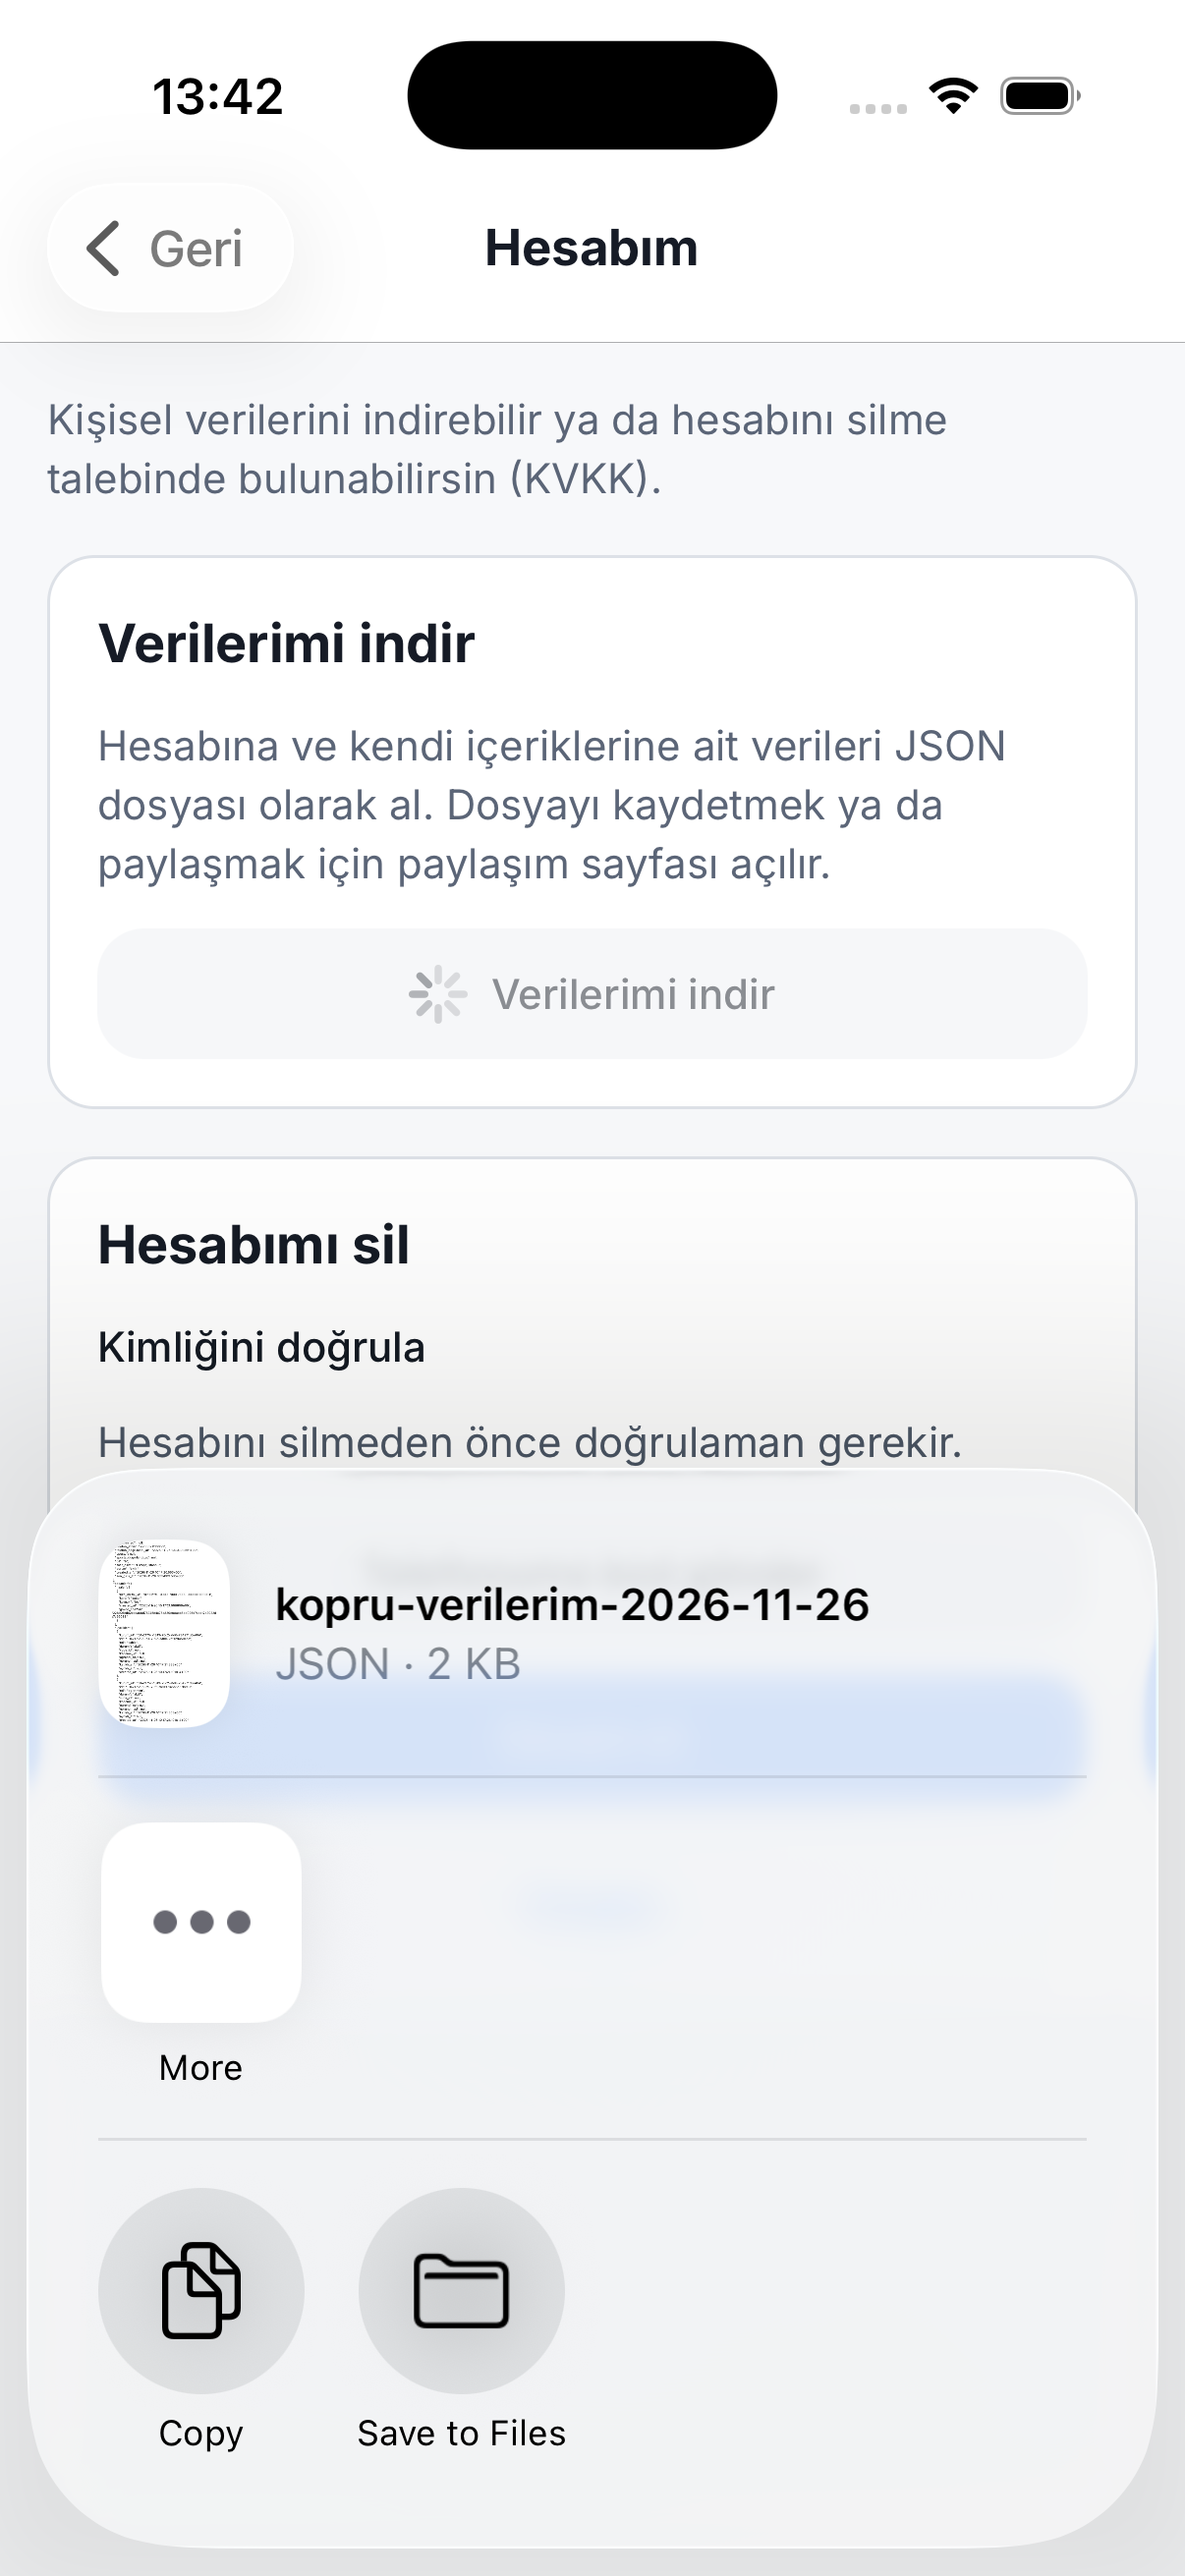 13:42
Geri
Hesabım
Kişisel verilerini indirebilir ya da hesabını silme
talebinde bulunabilirsin (KVKK).
Verilerimi indir
Hesabına ve kendi içeriklerine ait verileri JSON
dosyası olarak al. Dosyayı kaydetmek ya da
paylaşmak için paylaşım sayfası açılır.
Verilerimi indir
Hesabımı sil
Kimliğini doğrula
Hesabını silmeden önce doğrulaman gerekir.
kopru-verilerim-2026-11-26
JSON · 2 KB
More
Copy
Save to Files